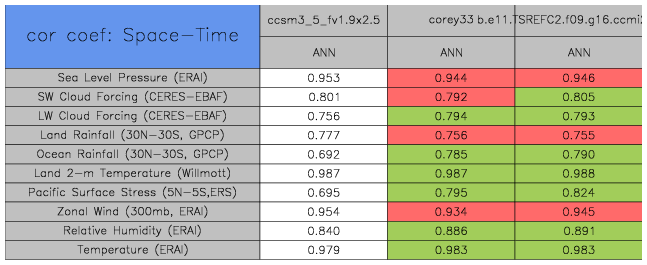 cor coef: Space-Time ccsm3_5_fv1.9x2.5 corey33 b.e11.TSREFC2.f09.g16.ccmi2
ANN ANN ANN
Sea Level Pressure (ERAI) 0.953 0.944 0.946
SW Cloud Forcing (CERES-EBAF) 0.801 0.792 0.805
LW Cloud Forcing (CERES-EBAF) 0.756 0.794 0.793
Land Rainfall (30N-30S, GPCP) 0.777 0.756 0.755
Ocean Rainfall (30N-30S, GPCP) 0.692 0.785 0.790
Land 2-m Temperature (Willmott) 0.987 0.987 0.988
Pacific Surface Stress (5N-5S,ERS) 0.695 0.795 0.824
Zonal Wind (300mb, ERAI) 0.954 0.934 0.945
Relative Humidity (ERAI) 0.840 0.886 0.891
Temperature (ERAI) 0.979 0.983 0.983